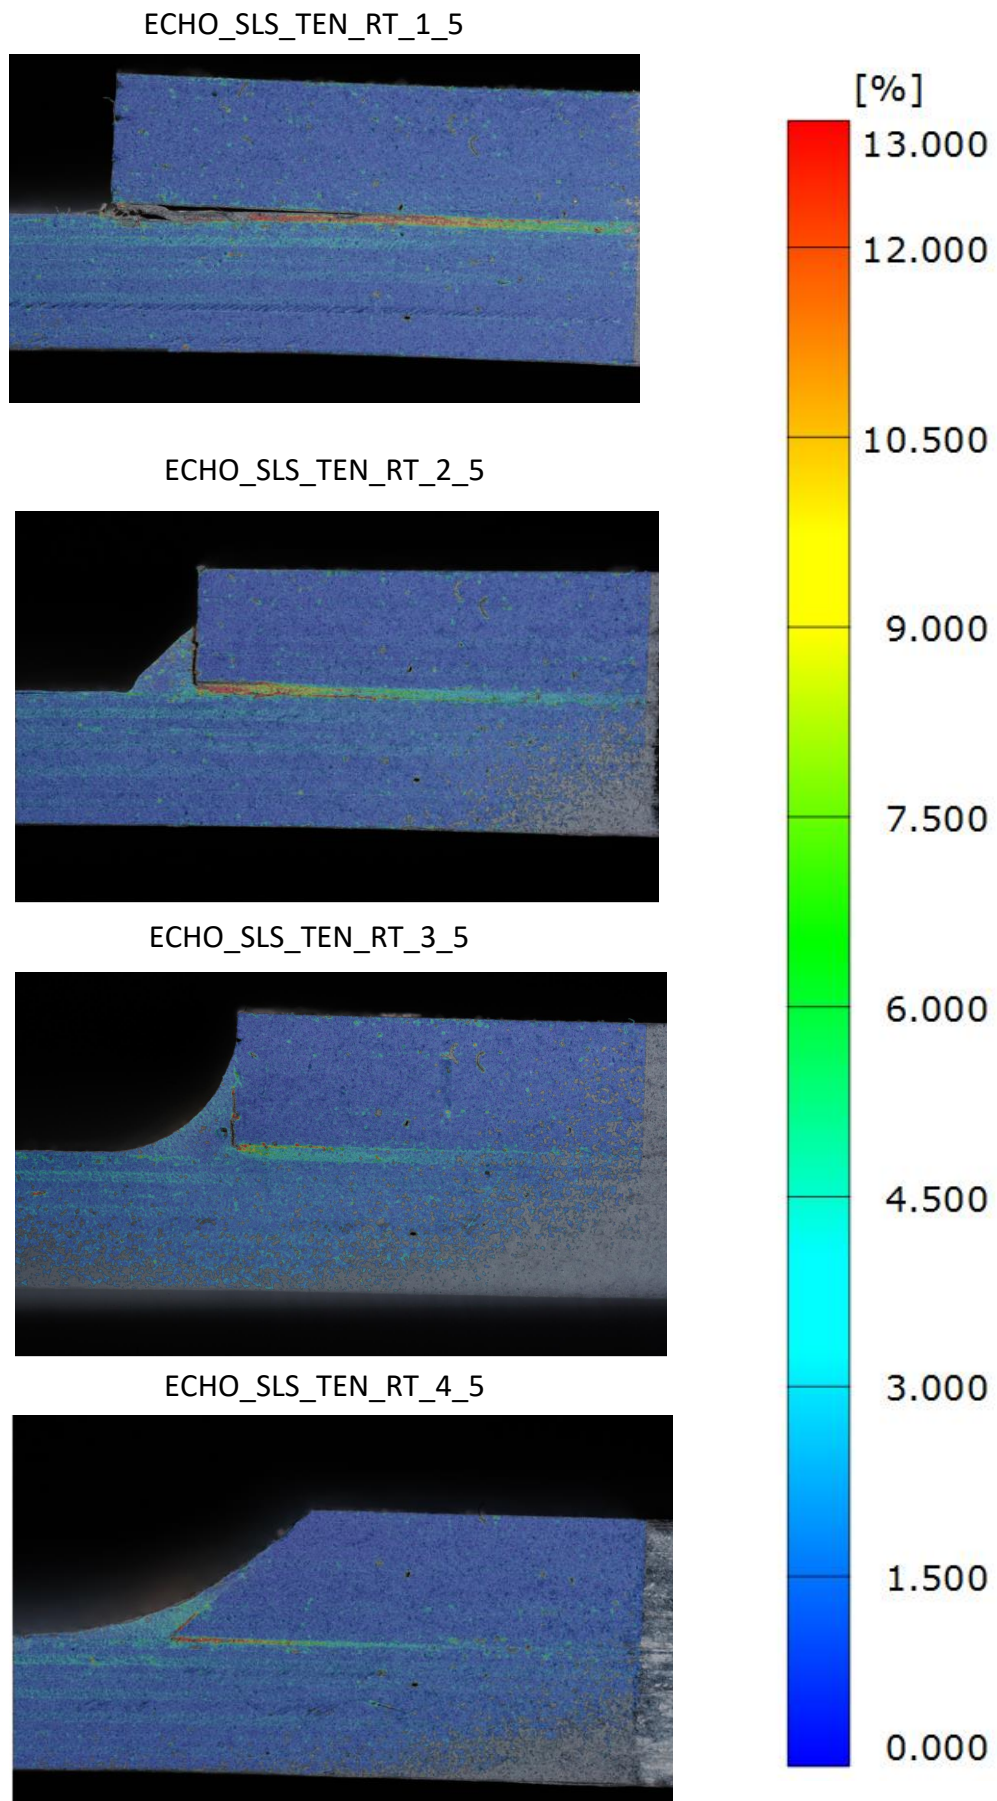 ECHO_SLS_TEN_RT_1_5
[%]
13.000
12.000
10.500
9.000
7.500
6.000
4.500
3.000
1.500
0.000
ECHO_SLS_TEN_RT_2_5
ECHO_SLS_TEN_RT_3_5
ECHO_SLS_TEN_RT_4_5